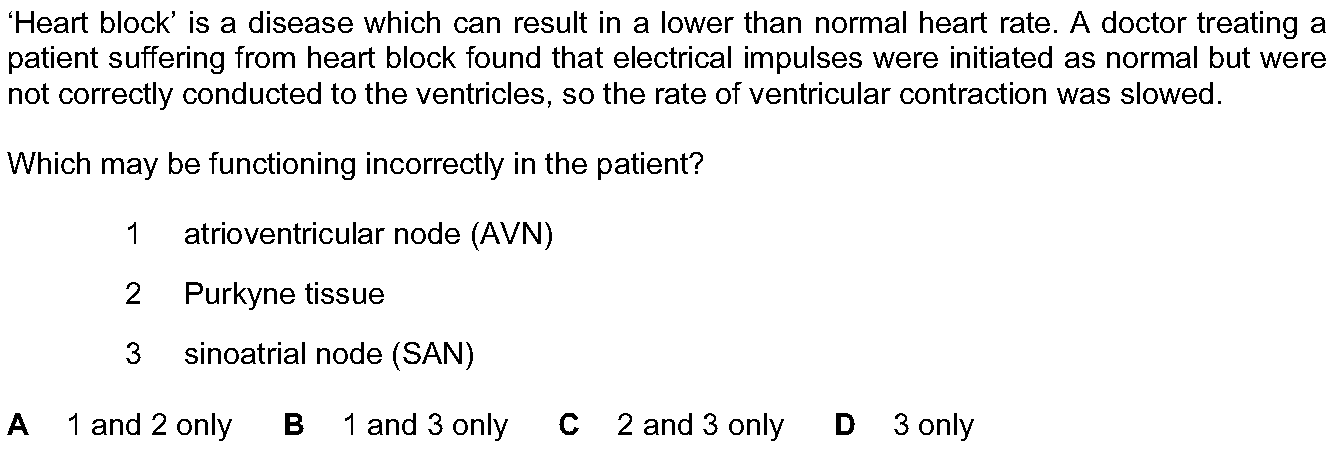 ‘Heart block’ is a disease which can result in a lower than normal heart rate. A doctor treating a
patient suffering from heart block found that electrical impulses were initiated as normal but were
not correctly conducted to the ventricles, so the rate of ventricular contraction was slowed.
Which may be functioning incorrectly in the patient?
1 atrioventricular node (AVN)
2 Purkyne tissue
3 sinoatrial node (SAN)
A 1 and 2 only B 1 and 3 only C 2 and 3 only D 3 only